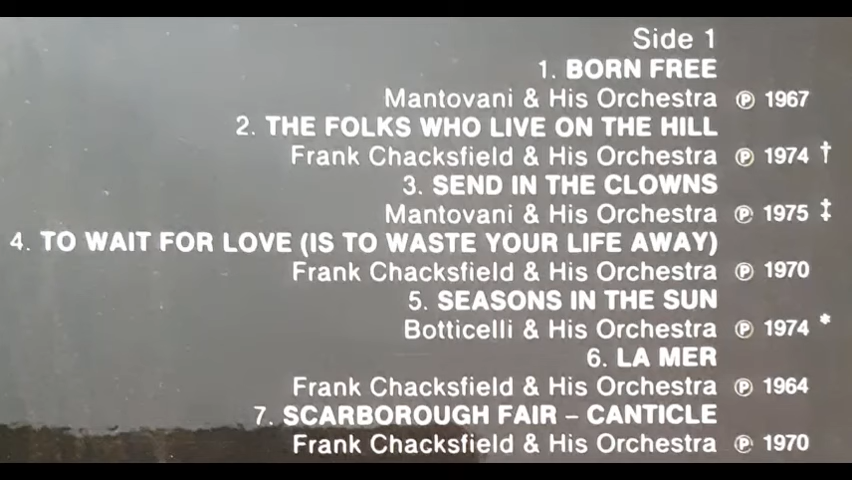 Side 1
1. BORN FREE
Mantovani & His Orchestra ℗ 1967
2. THE FOLKS WHO LIVE ON THE HILL
Frank Chacksfield & His Orchestra ℗ 1974 †
3. SEND IN THE CLOWNS
Mantovani & His Orchestra ℗ 1975 ‡
4. TO WAIT FOR LOVE (IS TO WASTE YOUR LIFE AWAY)
Frank Chacksfield & His Orchestra ℗ 1970
5. SEASONS IN THE SUN
Botticelli & His Orchestra ℗ 1974 *
6. LA MER
Frank Chacksfield & His Orchestra ℗ 1964
7. SCARBOROUGH FAIR – CANTICLE
Frank Chacksfield & His Orchestra ℗ 1970